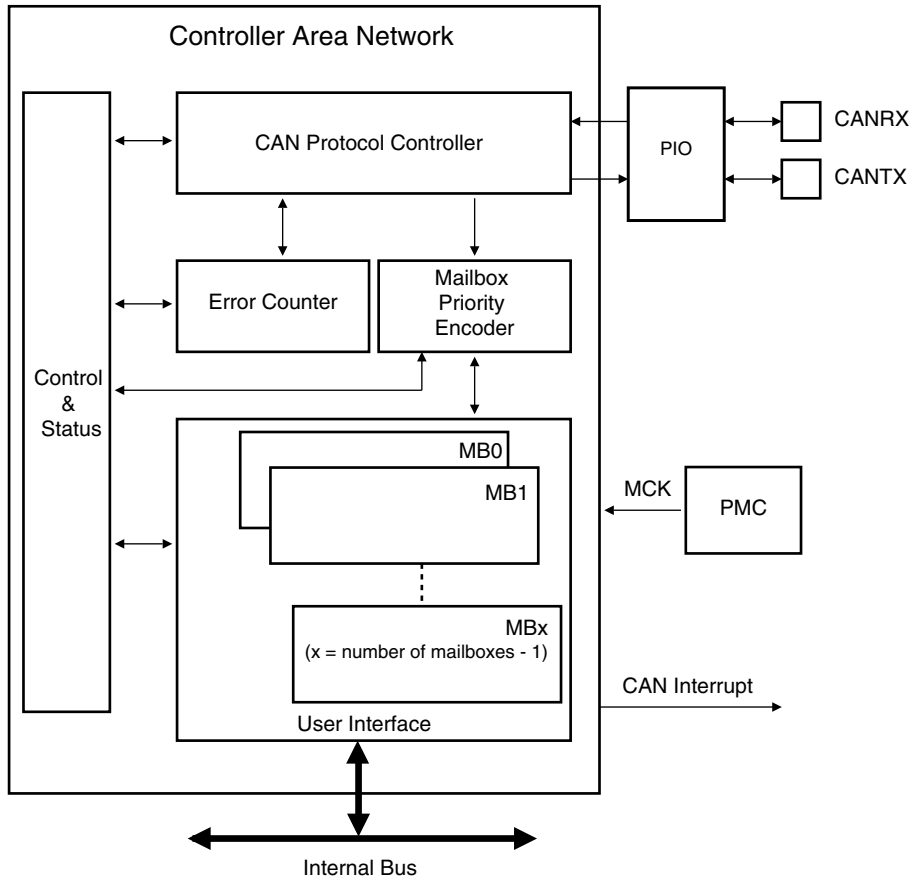 Controller Area Network
CAN Protocol Controller
PIO
CANRX
CANTX
Error Counter
Mailbox
Priority
Encoder
Control
&
Status
MB0
MB1
MCK
PMC
MBx
(x = number of mailboxes - 1)
CAN Interrupt
User Interface
Internal Bus